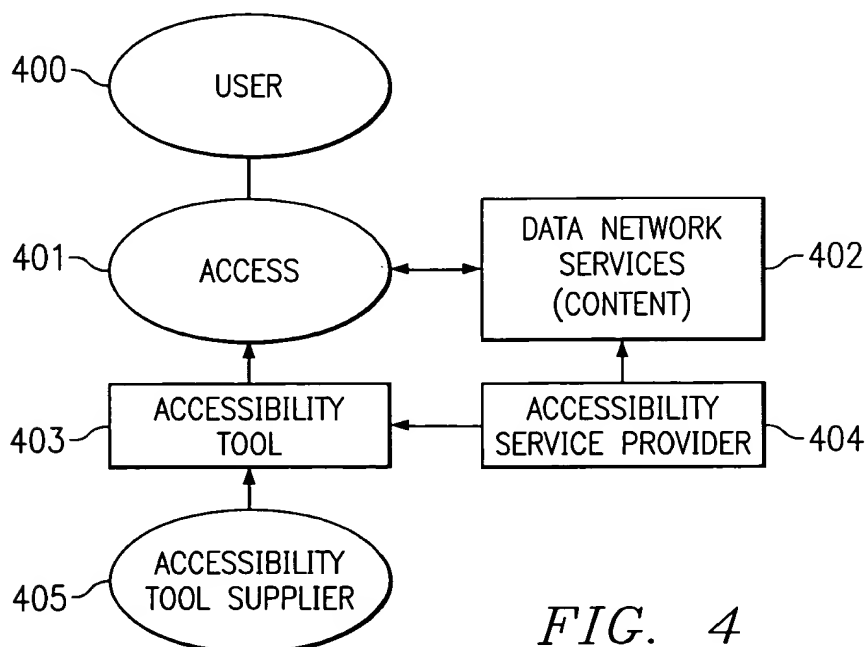 400
USER
401
ACCESS
DATA NETWORK
SERVICES
(CONTENT)
402
403
ACCESSIBILITY
TOOL
ACCESSIBILITY
SERVICE PROVIDER
404
405
ACCESSIBILITY
TOOL SUPPLIER
FIG. 4